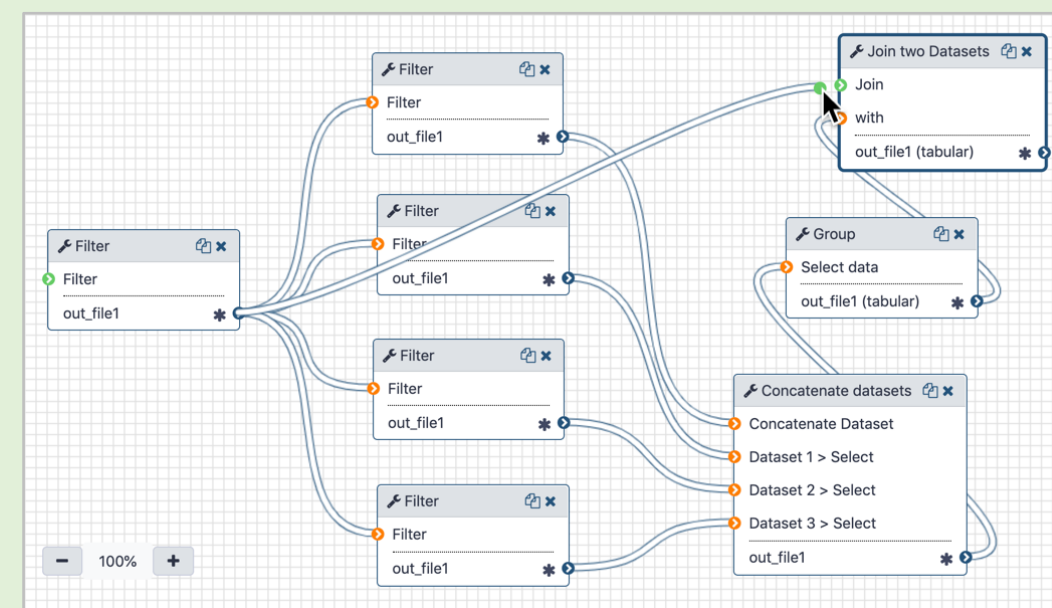 Filter
Filter
out_file1
Filter
Filter
out_file1
Filter
Filter
out_file1
Filter
Filter
out_file1
Filter
Filter
out_file1
Join two Datasets
Join
with
out_file1 (tabular)
Group
Select data
out_file1 (tabular)
Concatenate datasets
Concatenate Dataset
Dataset 1 > Select
Dataset 2 > Select
Dataset 3 > Select
out_file1
100%